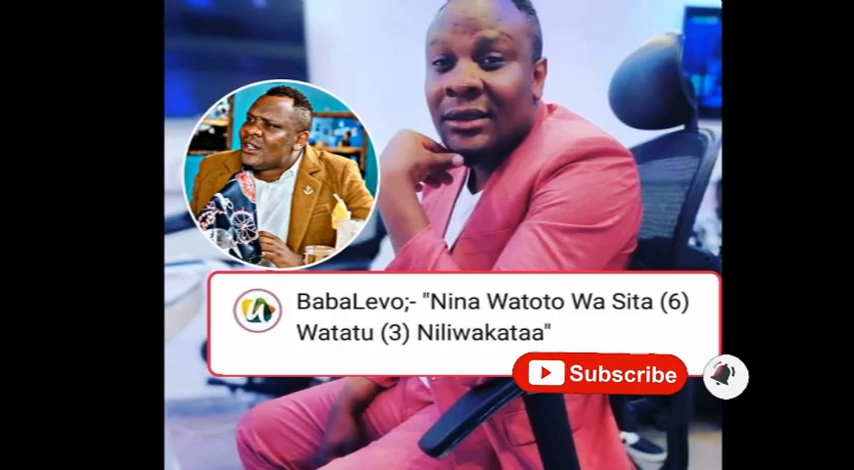 BabaLevo;- "Nina Watoto Wa Sita (6)
Watatu (3) Niliwakataa"
Subscribe